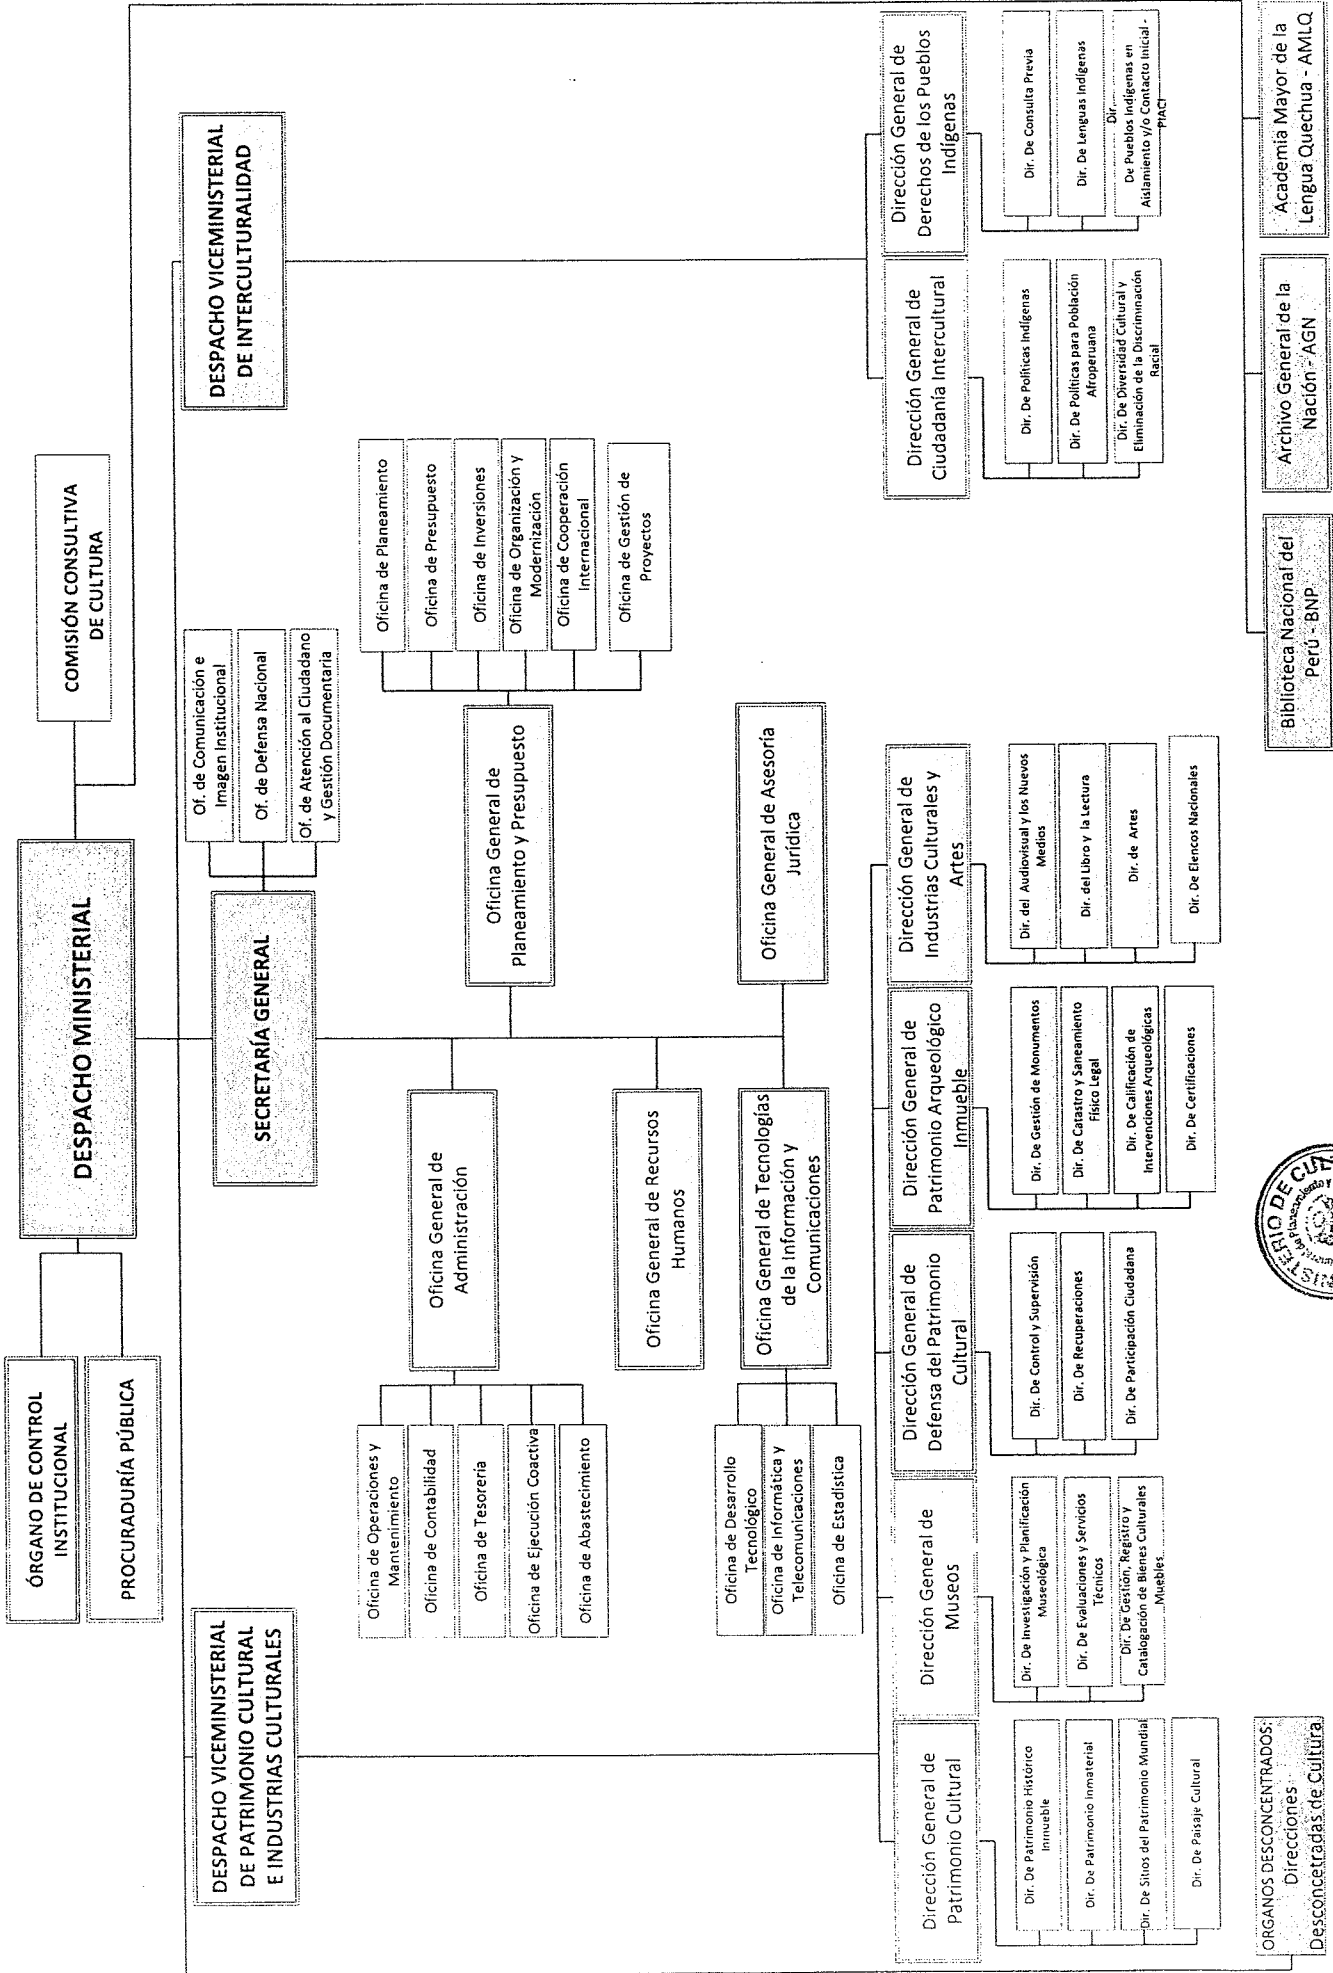 ÓRGANO DE CONTROL
INSTITUCIONAL
PROCURADURÍA PÚBLICA
DESPACHO MINISTERIAL
COMISIÓN CONSULTIVA
DE CULTURA
DESPACHO VICEMINISTERIAL
DE PATRIMONIO CULTURAL
E INDUSTRIAS CULTURALES
SECRETARÍA GENERAL
Of. de Comunicación e
Imagen Institucional
Of. de Defensa Nacional
Of. de Atención al Ciudadano
y Gestión Documentaria
DESPACHO VICEMINISTERIAL
DE INTERCULTURALIDAD
Oficina de Operaciones y
Mantenimiento
Oficina de Contabilidad
Oficina de Tesorería
Oficina de Ejecución Coactiva
Oficina de Abastecimiento
Oficina General de
Administración
Oficina General de
Planeamiento y Presupuesto
Oficina de Planeamiento
Oficina de Presupuesto
Oficina de Inversiones
Oficina de Organización y
Modernización
Oficina de Cooperación
Internacional
Oficina de Gestión de
Proyectos
Oficina General de Recursos
Humanos
Oficina de Desarrollo
Tecnológico
Oficina de Informática y
Telecomunicaciones
Oficina de Estadística
Oficina General de Tecnologías
de la Información y
Comunicaciones
Oficina General de Asesoría
Jurídica
Dirección General de
Patrimonio Cultural
Dir. De Patrimonio Histórico
Inmueble
Dir. De Patrimonio Inmaterial
Dir. De Sitios del Patrimonio Mundial
Dir. De Paisaje Cultural
Dirección General de
Museos
Dir. De Investigación y Planificación
Museológica
Dir. De Evaluaciones y Servicios
Técnicos
Dir. De Gestión, Registro y
Catalogación de Bienes Culturales
Muebles
Dirección General de
Defensa del Patrimonio
Cultural
Dir. De Control y Supervisión
Dir. De Recuperaciones
Dir. De Participación Ciudadana
Dirección General de
Patrimonio Arqueológico
Inmueble
Dir. De Gestión de Monumentos
Dir. De Catastro y Saneamiento
Físico Legal
Dir. De Calificación de
Intervenciones Arqueológicas
Dir. De Certificaciones
Dirección General de
Industrias Culturales y
Artes
Dir. del Audiovisual y los Nuevos
Medios
Dir. del Libro y la Lectura
Dir. de Artes
Dir. De Elencos Nacionales
Dirección General de
Ciudadanía Intercultural
Dir. De Políticas Indígenas
Dir. De Políticas para Población
Afroperuana
Dir. De Diversidad Cultural y
Eliminación de la Discriminación
Racial
Dirección General de
Derechos de los Pueblos
Indígenas
Dir. De Consulta Previa
Dir. De Lenguas Indígenas
Dir.
De Pueblos Indígenas en
Aislamiento y/o Contacto Inicial -
PIACI
ORGANOS DESCONCENTRADOS:
Direcciones
Desconcetradas de Cultura
Biblioteca Nacional del
Perú - BNP
Archivo General de la
Nación - AGN
Academia Mayor de la
Lengua Quechua - AMLQ